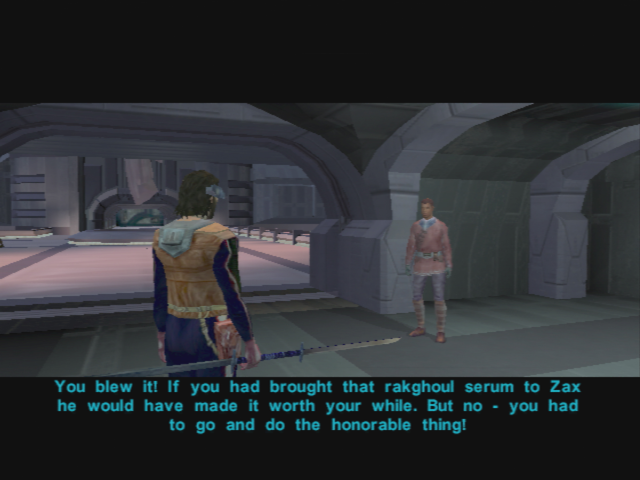 You blew it! If you had brought that rakghoul serum to Zax
he would have made it worth your while. But no - you had
to go and do the honorable thing!